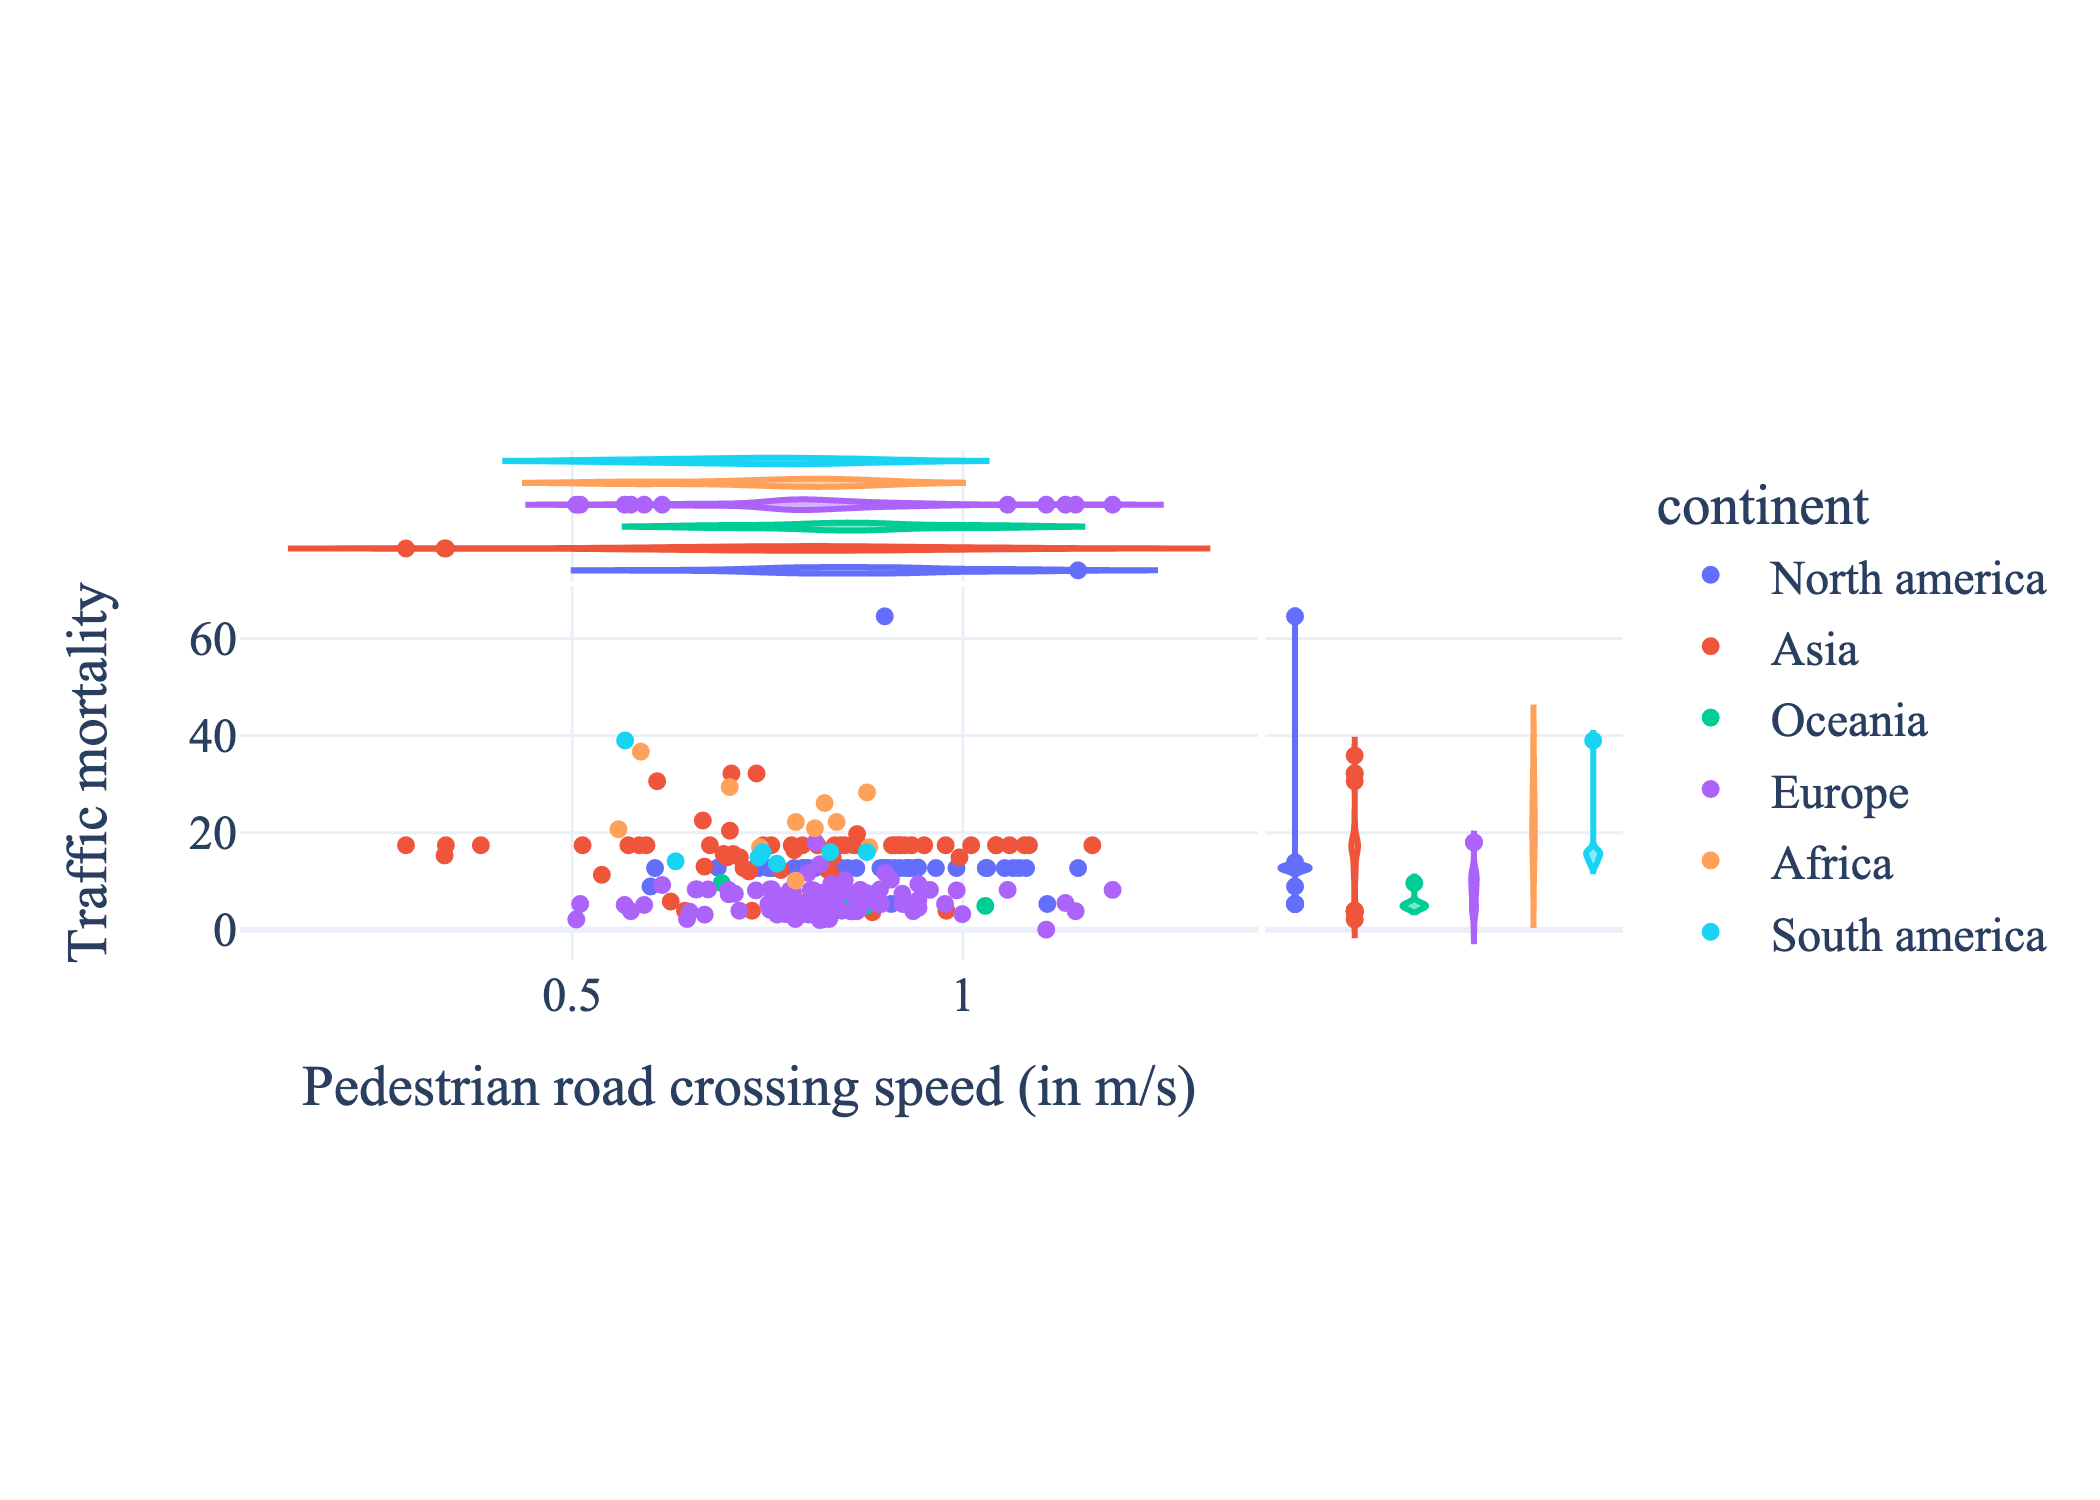 continent
North america
Asia
Oceania
Europe
Africa
South america
Traffic mortality
60
40
20
0
0.5
1
Pedestrian road crossing speed (in m/s)